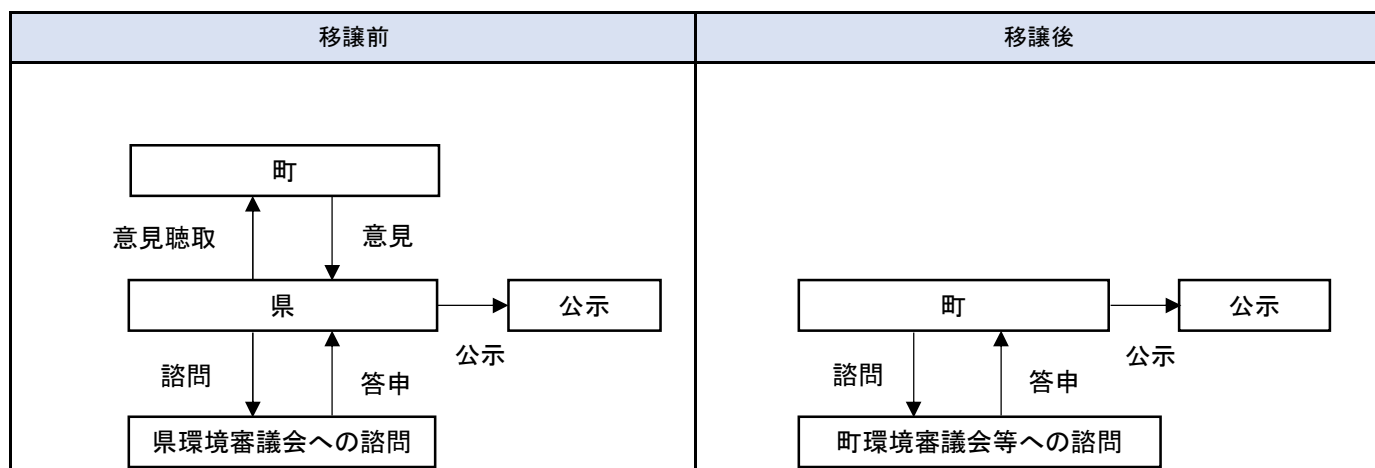 移譲前
移譲後
町
意見聴取
意見
県
公示
公示
諮問
答申
県環境審議会への諮問
町
公示
公示
諮問
答申
町環境審議会等への諮問